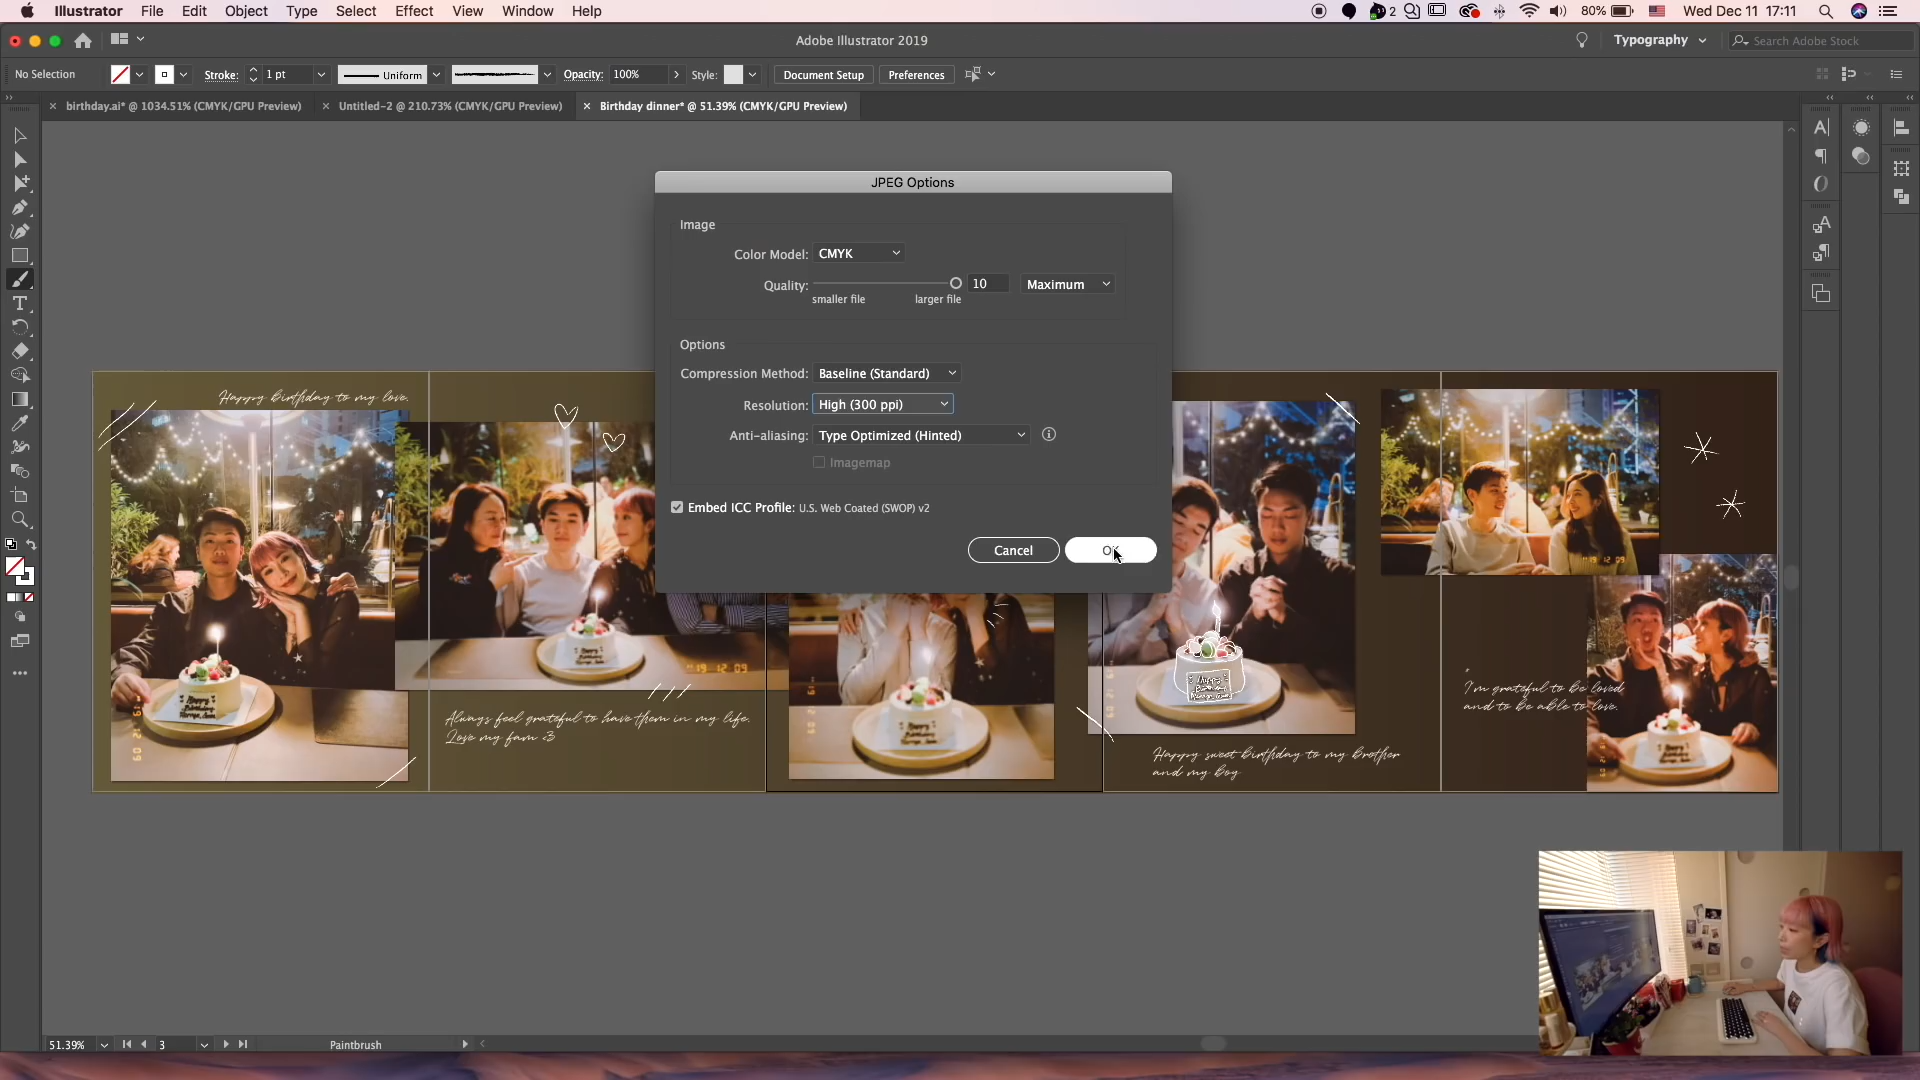 Illustrator File Edit Object Type Select Effect View Window Help
2 80% Wed Dec 11 17:11
Adobe Illustrator 2019 Typography Search Adobe Stock
No Selection Stroke: 1 pt Uniform Opacity: 100% Style: Document Setup Preferences
birthday.ai* @ 1034.51% (CMYK/GPU Preview) Untitled-2 @ 210.73% (CMYK/GPU Preview) Birthday dinner* @ 51.39% (CMYK/GPU Preview)
JPEG Options
Image
Color Model: CMYK
Quality: 10 Maximum
smaller file larger file
Options
Compression Method: Baseline (Standard)
Resolution: High (300 ppi)
Anti-aliasing: Type Optimized (Hinted)
Imagemap
Embed ICC Profile: U.S. Web Coated (SWOP) v2
Cancel OK
Happy Birthday to my love.
'19 12 09
Always feel grateful to have them in my life.
Love my fam <3
Happy sweet birthday to my brother
and my boy
I'm grateful to be loved
and to be able to love.
51.39% 3 Paintbrush